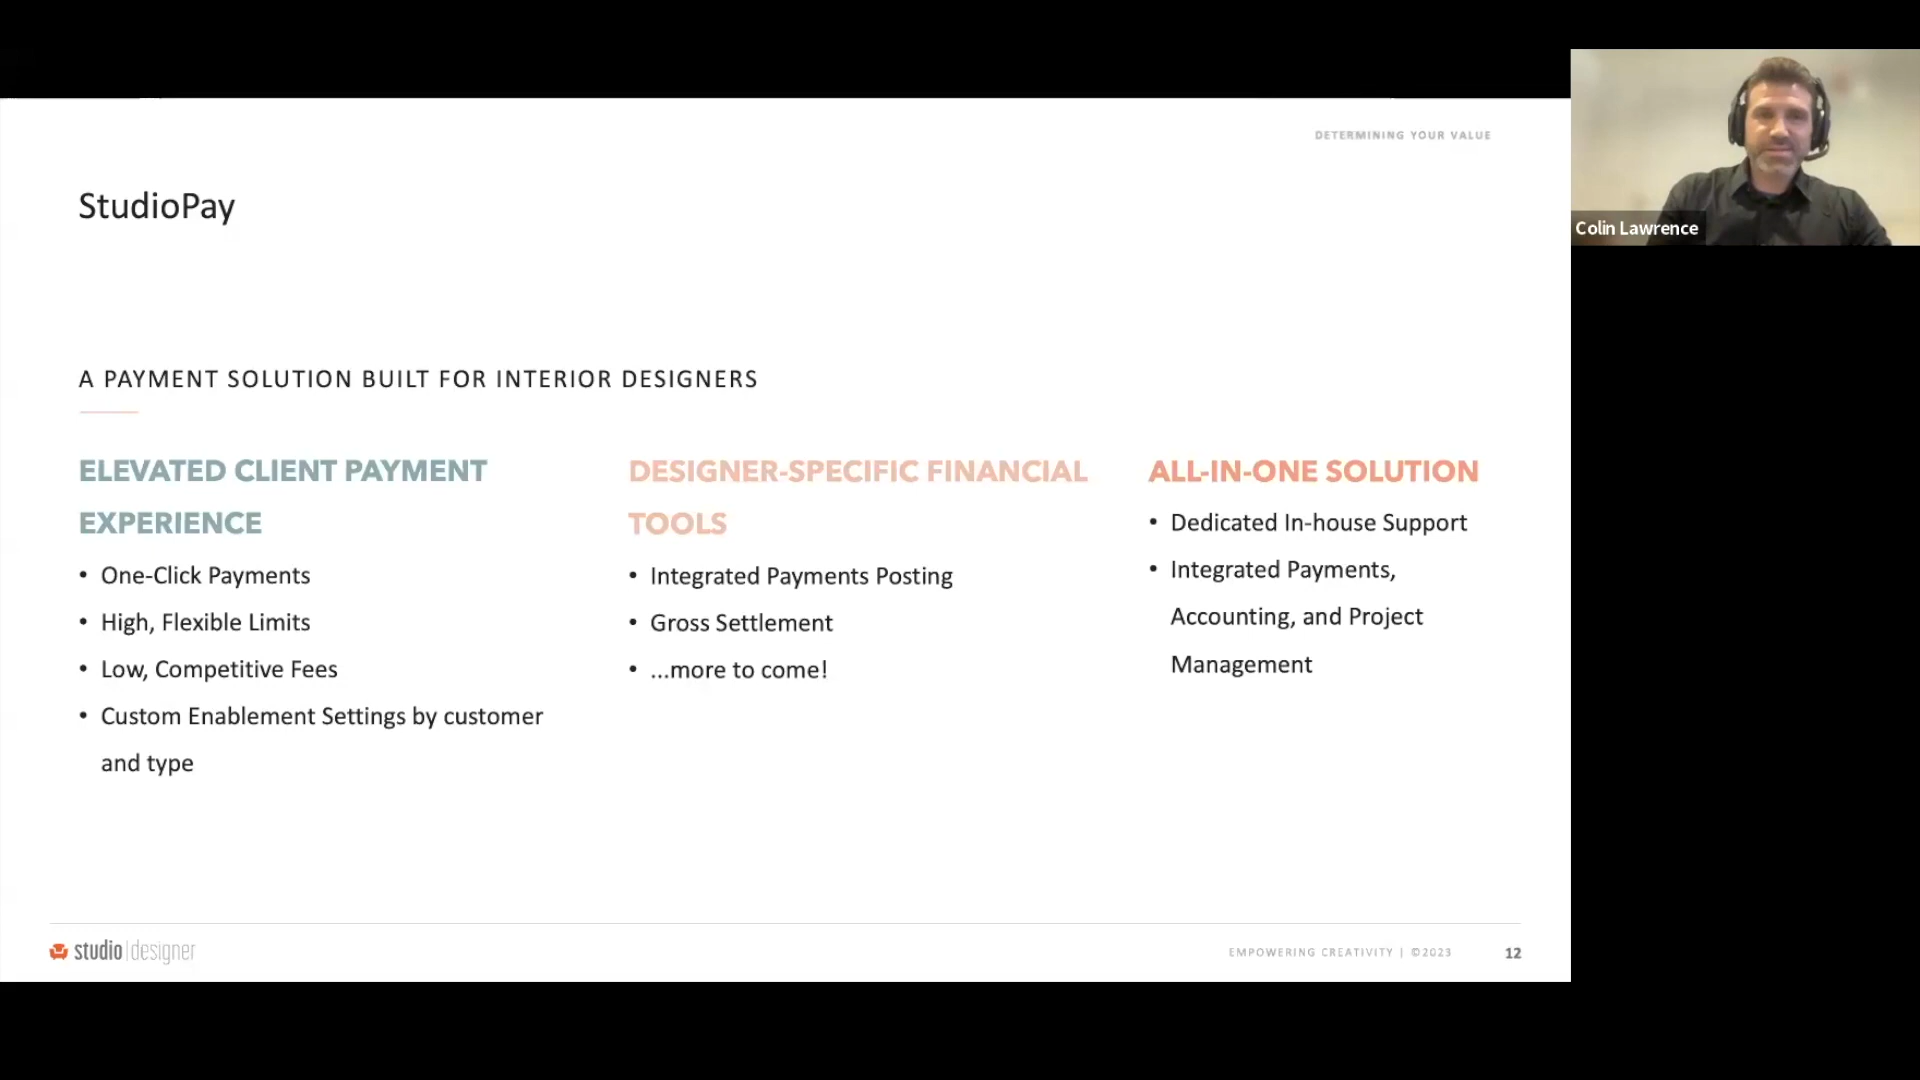 DETERMINING YOUR VALUE
Colin Lawrence
StudioPay
A PAYMENT SOLUTION BUILT FOR INTERIOR DESIGNERS
ELEVATED CLIENT PAYMENT
EXPERIENCE
• One-Click Payments
• High, Flexible Limits
• Low, Competitive Fees
• Custom Enablement Settings by customer
and type
DESIGNER-SPECIFIC FINANCIAL
TOOLS
• Integrated Payments Posting
• Gross Settlement
• ...more to come!
ALL-IN-ONE SOLUTION
• Dedicated In-house Support
• Integrated Payments,
Accounting, and Project
Management
studio|designer
EMPOWERING CREATIVITY | ©2023
12